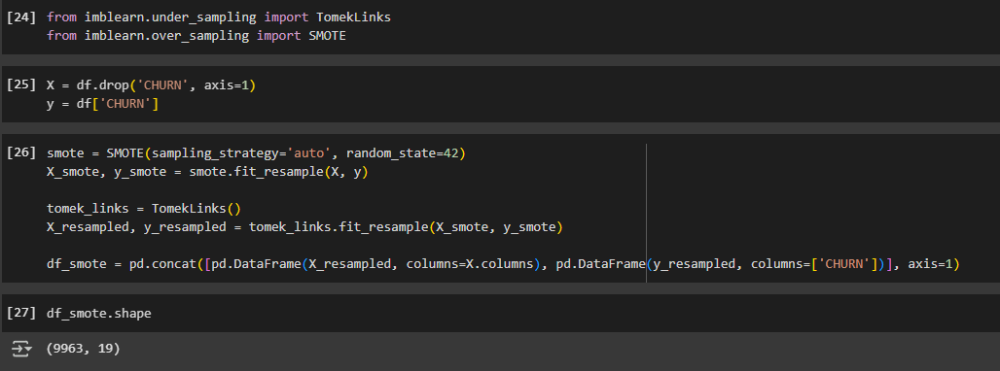 [24] from imblearn.under_sampling import TomekLinks
from imblearn.over_sampling import SMOTE
[25] X = df.drop('CHURN', axis=1)
y = df['CHURN']
[26] smote = SMOTE(sampling_strategy='auto', random_state=42)
X_smote, y_smote = smote.fit_resample(X, y)
tomek_links = TomekLinks()
X_resampled, y_resampled = tomek_links.fit_resample(X_smote, y_smote)
df_smote = pd.concat([pd.DataFrame(X_resampled, columns=X.columns), pd.DataFrame(y_resampled, columns=['CHURN'])], axis=1)
[27] df_smote.shape
(9963, 19)